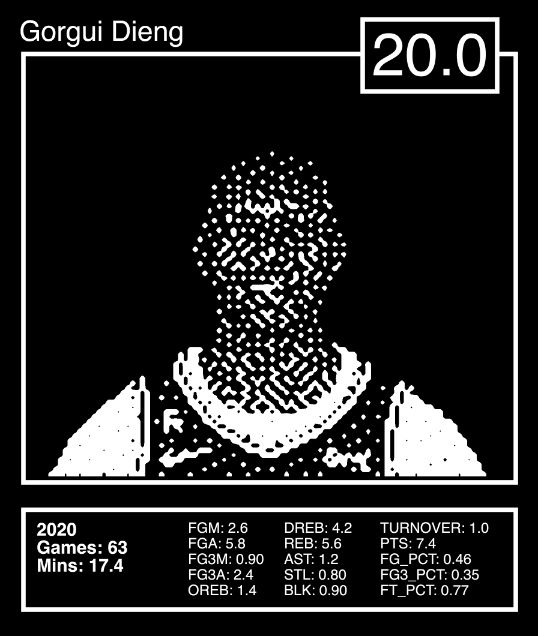 Gorgui Dieng
20.0
2020
Games: 63
Mins: 17.4
FGM: 2.6
FGA: 5.8
FG3M: 0.90
FG3A: 2.4
OREB: 1.4
DREB: 4.2
REB: 5.6
AST: 1.2
STL: 0.80
BLK: 0.90
TURNOVER: 1.0
PTS: 7.4
FG_PCT: 0.46
FG3_PCT: 0.35
FT_PCT: 0.77